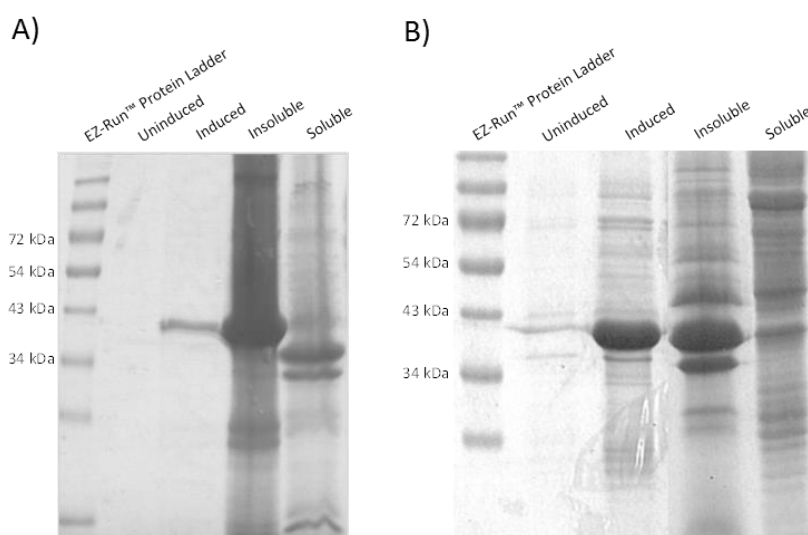 A)
EZ-Run™ Protein Ladder
Uninduced
Induced
Insoluble
Soluble
72 kDa
54 kDa
43 kDa
34 kDa
B)
EZ-Run™ Protein Ladder
Uninduced
Induced
Insoluble
Soluble
72 kDa
54 kDa
43 kDa
34 kDa